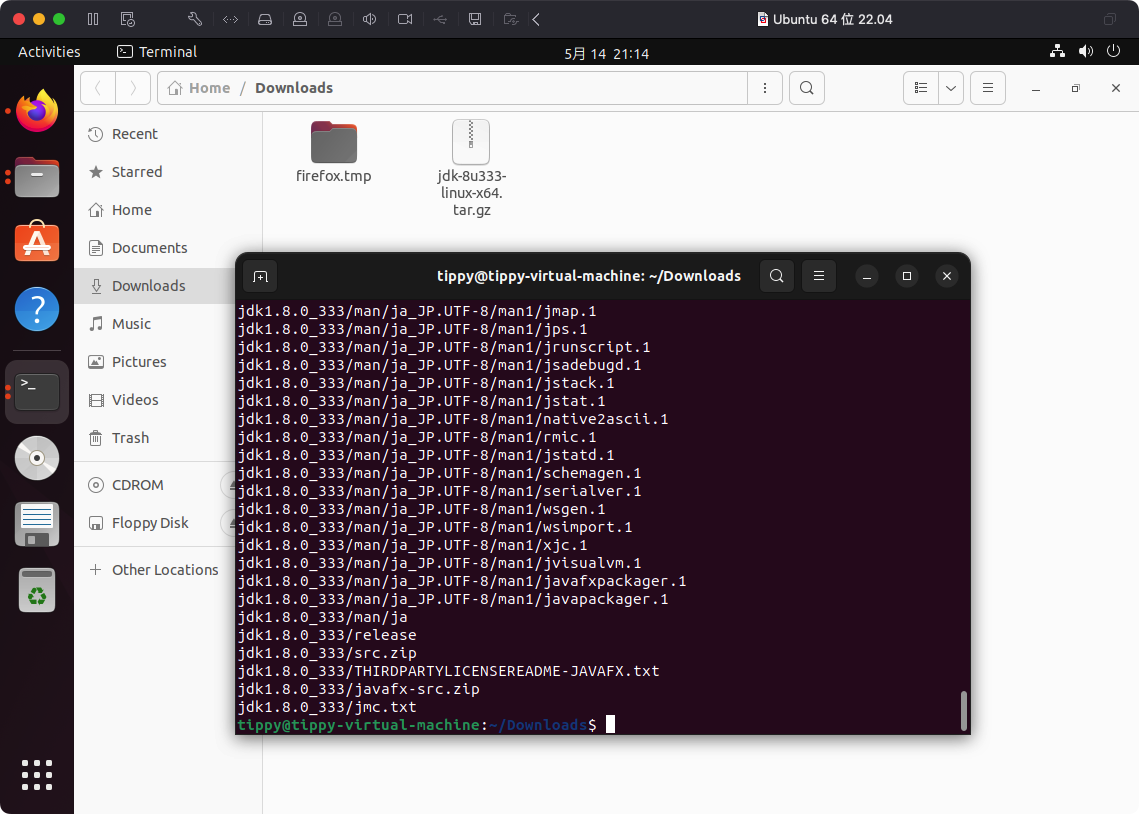 Ubuntu 64 位 22.04
Activities
Terminal
5月 14 21:14
Home / Downloads
Recent
Starred
Home
Documents
Downloads
Music
Pictures
Videos
Trash
CDROM
Floppy Disk
+ Other Locations
firefox.tmp
jdk-8u333-
linux-x64.
tar.gz
tippy@tippy-virtual-machine: ~/Downloads
jdk1.8.0_333/man/ja_JP.UTF-8/man1/jmap.1
jdk1.8.0_333/man/ja_JP.UTF-8/man1/jps.1
jdk1.8.0_333/man/ja_JP.UTF-8/man1/jrunscript.1
jdk1.8.0_333/man/ja_JP.UTF-8/man1/jsadebugd.1
jdk1.8.0_333/man/ja_JP.UTF-8/man1/jstack.1
jdk1.8.0_333/man/ja_JP.UTF-8/man1/jstat.1
jdk1.8.0_333/man/ja_JP.UTF-8/man1/native2ascii.1
jdk1.8.0_333/man/ja_JP.UTF-8/man1/rmic.1
jdk1.8.0_333/man/ja_JP.UTF-8/man1/jstatd.1
jdk1.8.0_333/man/ja_JP.UTF-8/man1/schemagen.1
jdk1.8.0_333/man/ja_JP.UTF-8/man1/serialver.1
jdk1.8.0_333/man/ja_JP.UTF-8/man1/wsgen.1
jdk1.8.0_333/man/ja_JP.UTF-8/man1/wsimport.1
jdk1.8.0_333/man/ja_JP.UTF-8/man1/xjc.1
jdk1.8.0_333/man/ja_JP.UTF-8/man1/jvisualvm.1
jdk1.8.0_333/man/ja_JP.UTF-8/man1/javafxpackager.1
jdk1.8.0_333/man/ja_JP.UTF-8/man1/javapackager.1
jdk1.8.0_333/man/ja
jdk1.8.0_333/release
jdk1.8.0_333/src.zip
jdk1.8.0_333/THIRDPARTYLICENSEREADME-JAVAFX.txt
jdk1.8.0_333/javafx-src.zip
jdk1.8.0_333/jmc.txt
tippy@tippy-virtual-machine:~/Downloads$